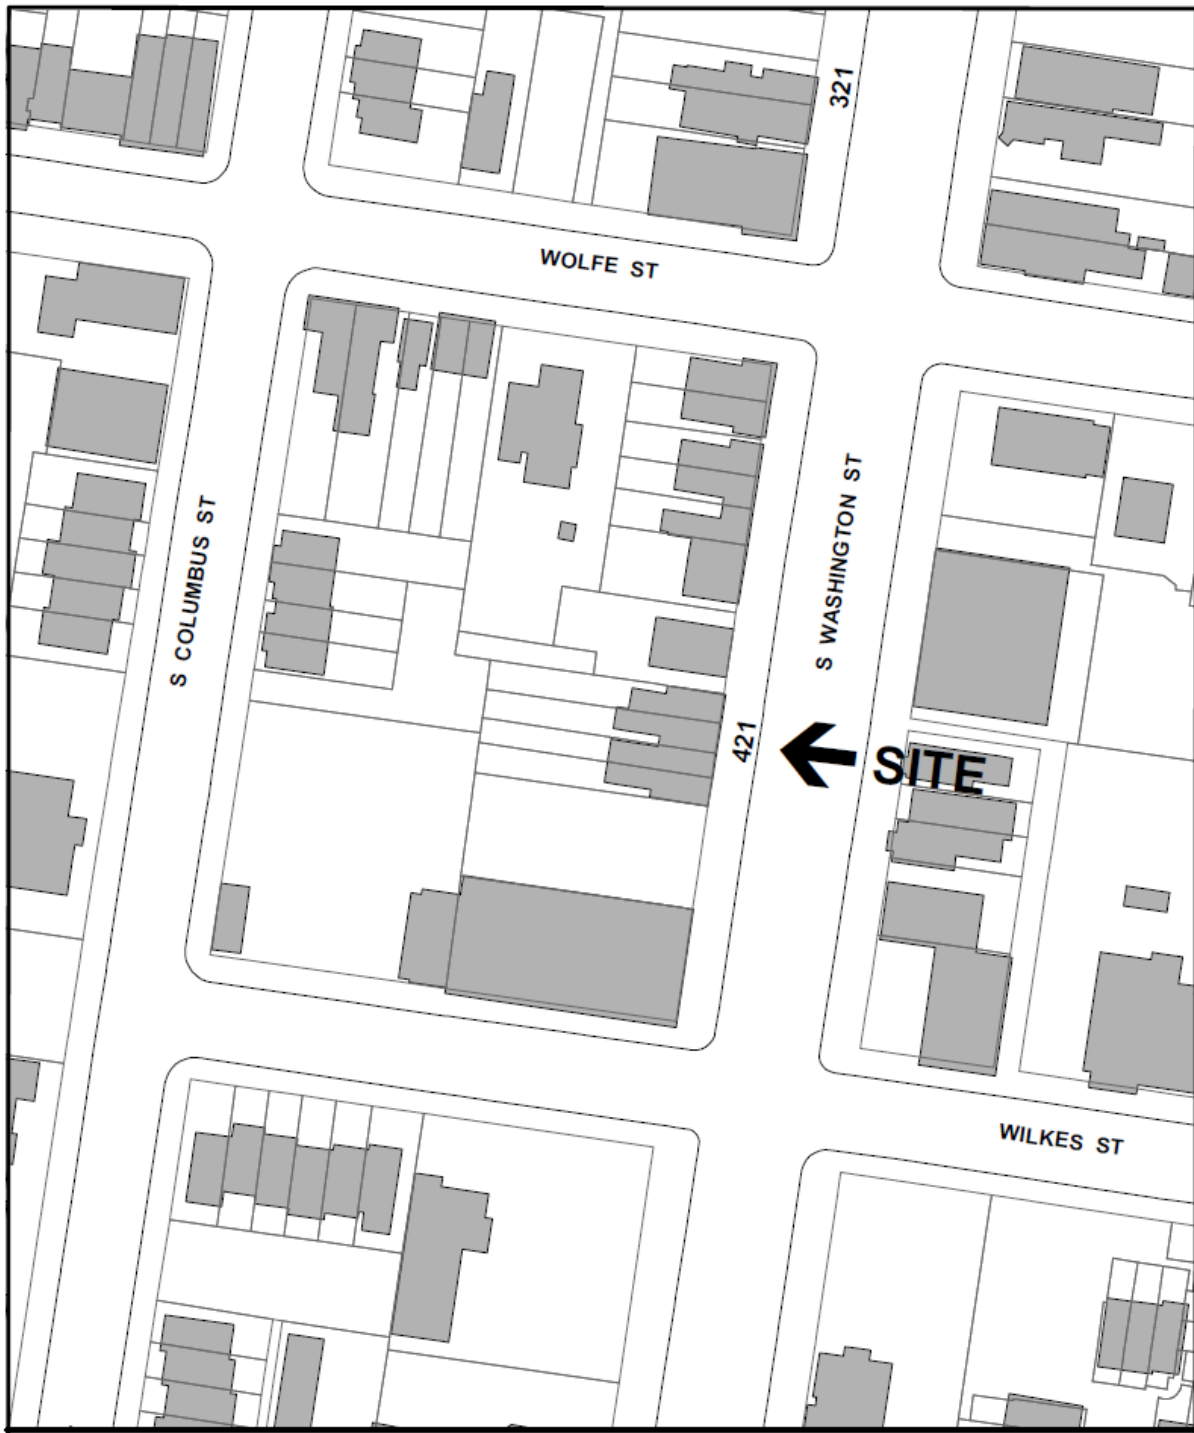 321
WOLFE ST
S COLUMBUS ST
S WASHINGTON ST
421
SITE
WILKES ST